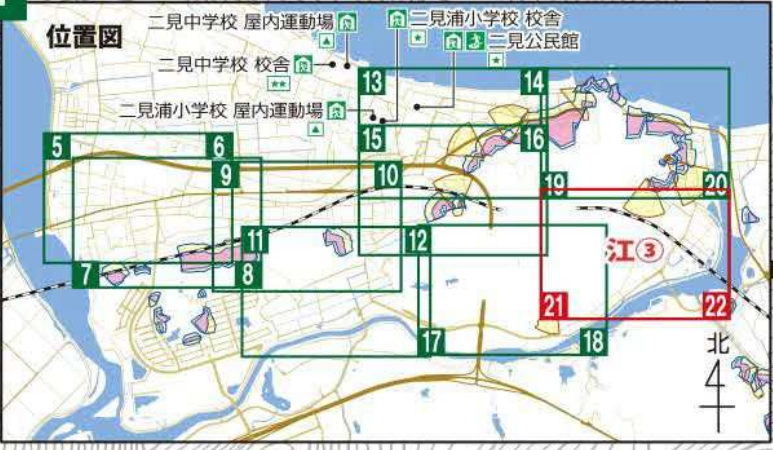 位置図
二見中学校 屋内運動場
二見浦小学校 校舎
二見公民館
二見中学校 校舎
二見浦小学校 屋内運動場
★
▲
★
★★
▲
13
14
5
6
15
16
9
10
19
20
11
12
江③
7
8
21
22
17
18
北